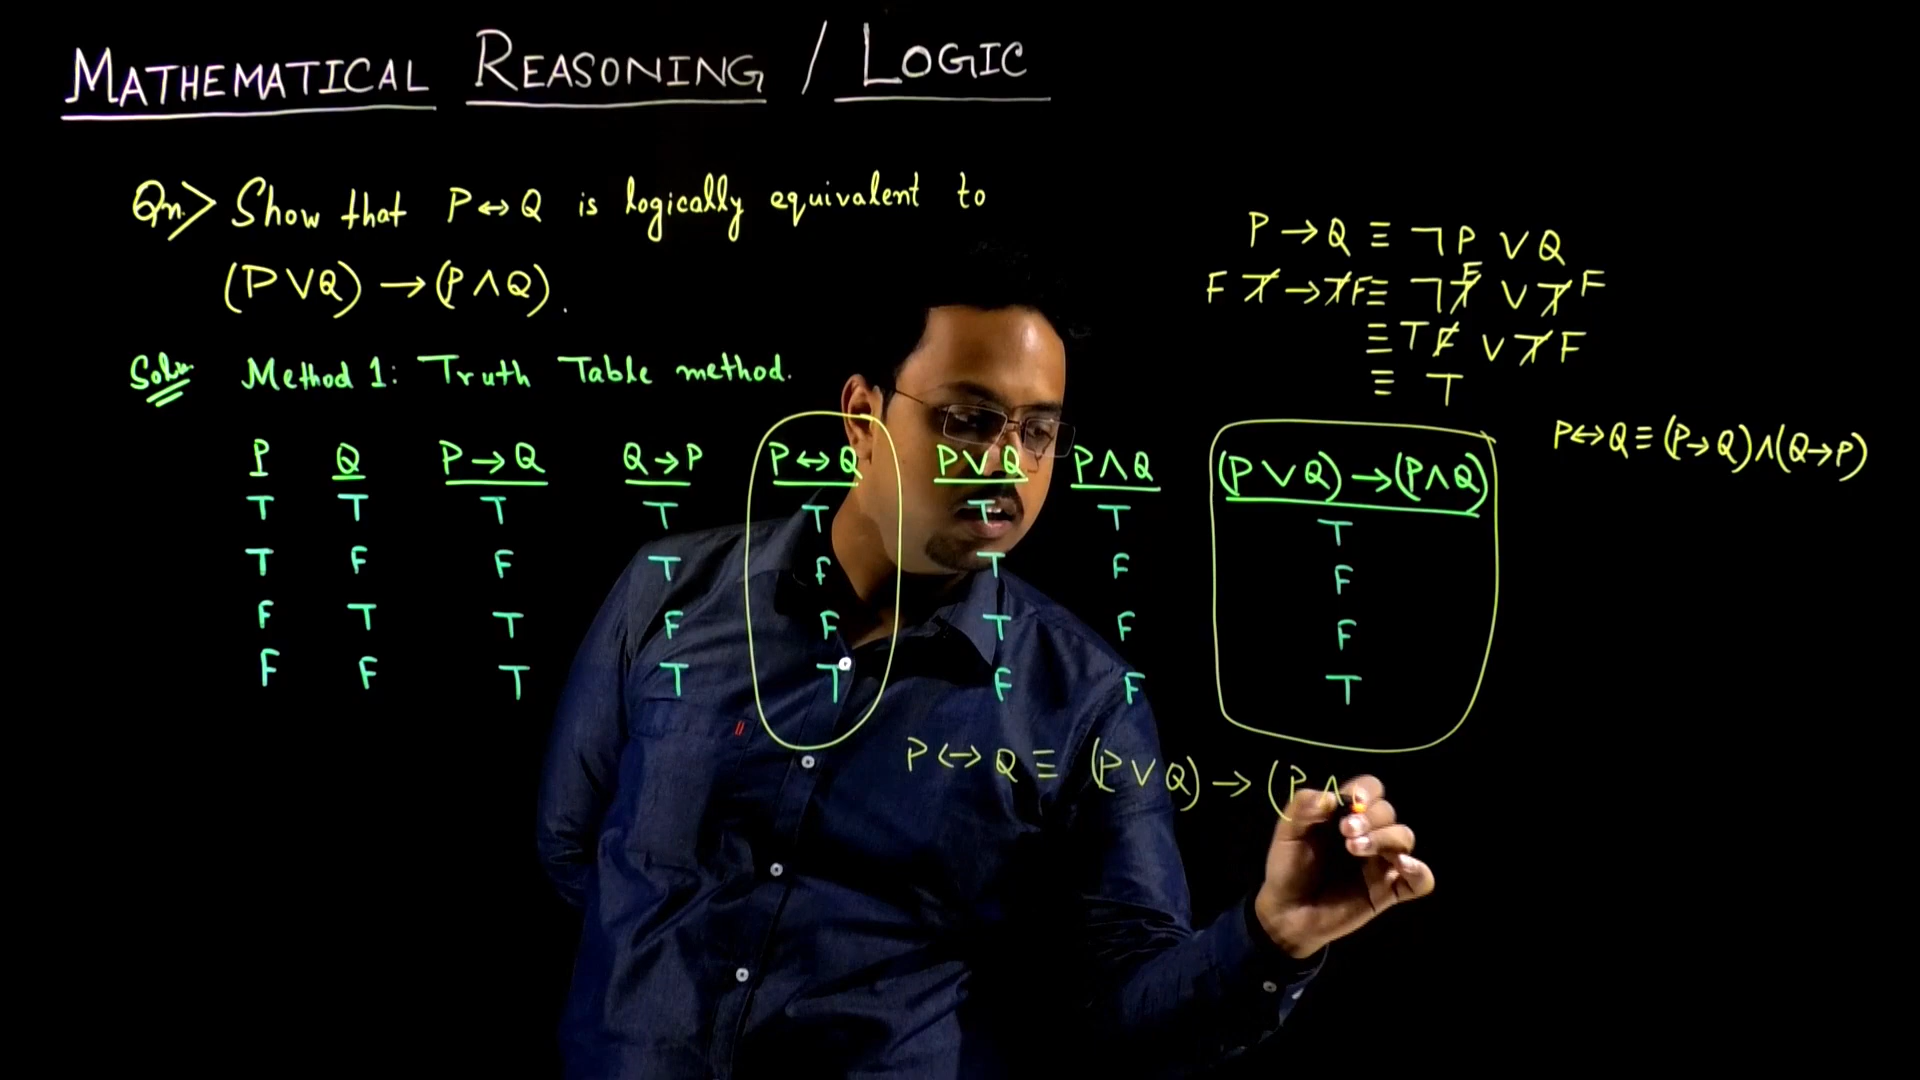 MATHEMATICAL REASONING / LOGIC
Qn> Show that P↔Q is logically equivalent to
(P∨Q) → (P∧Q).
Soln. Method 1: Truth Table method.
P → Q ≡ ¬P ∨ Q
F T → T F ≡ ¬T F ∨ T F
≡ T F ∨ T F
≡ T
P↔Q ≡ (P→Q)∧(Q→P)
P Q P→Q Q→P P↔Q P∨Q P∧Q (P∨Q)→(P∧Q)
T T T T T T T T
T F F T F T F F
F T T F F T F F
F F T T T F F T
P↔Q ≡ (P∨Q) → (P∧